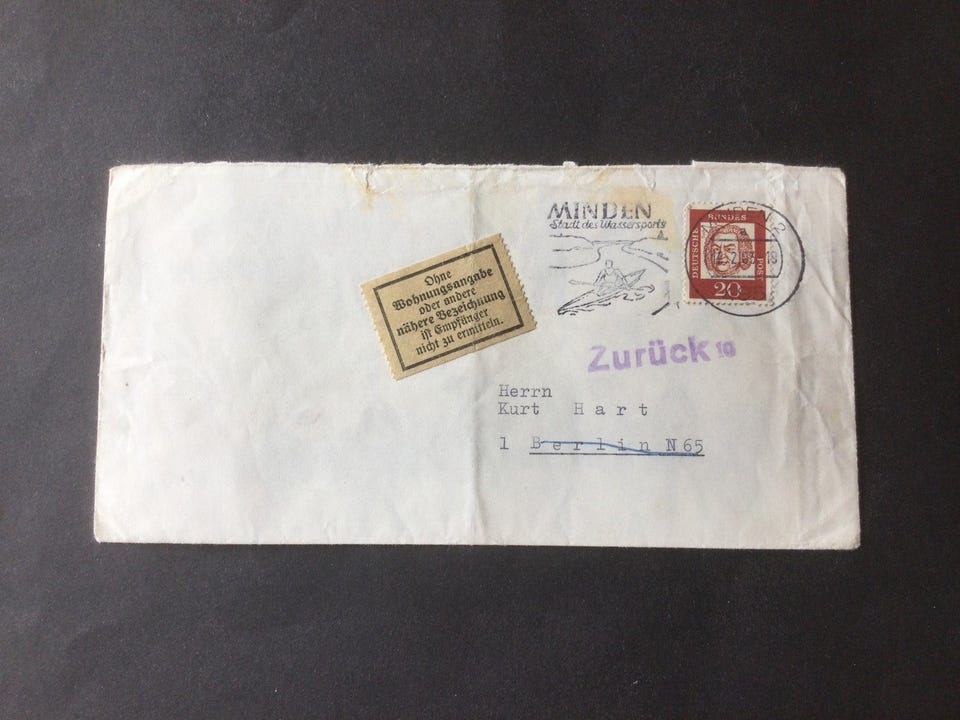 MINDEN
Stadt des Wassersports
DEUTSCHE
BUNDES
POST
20
Ohne
Wohnungsangabe
oder andere
nähere Bezeichnung
ist Empfänger
nicht zu ermitteln.
Zurück 10
Herrn
Kurt Hart
1 Berlin N65